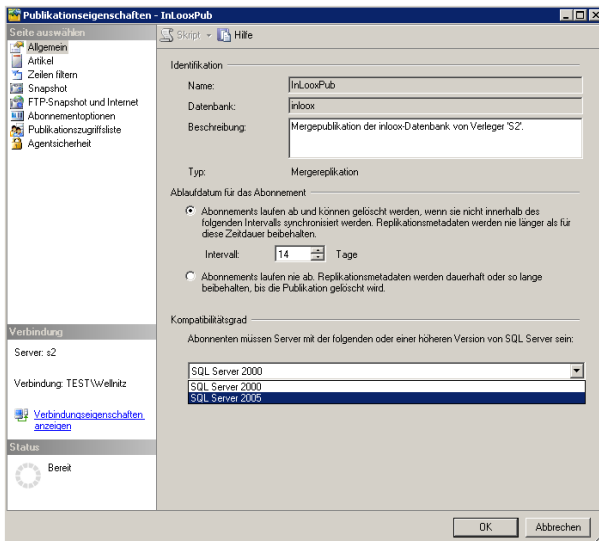 Publikationseigenschaften - InLooxPub
Seite auswählen
Allgemein
Artikel
Zeilen filtern
Snapshot
FTP-Snapshot und Internet
Abonnementoptionen
Publikationszugriffsliste
Agentsicherheit
Verbindung
Server: s2
Verbindung: TEST\Wellnitz
Verbindungseigenschaften
anzeigen
Status
Bereit
Skript
Hilfe
Identifikation
Name: InLooxPub
Datenbank: inloox
Beschreibung: Mergepublikation der inloox-Datenbank von Verleger 'S2'.
Typ: Mergereplikation
Ablaufdatum für das Abonnement
Abonnements laufen ab und können gelöscht werden, wenn sie nicht innerhalb des
folgenden Intervalls synchronisiert werden. Replikationsmetadaten werden nie länger als für
diese Zeitdauer beibehalten.
Intervall: 14 Tage
Abonnements laufen nie ab. Replikationsmetadaten werden dauerhaft oder so lange
beibehalten, bis die Publikation gelöscht wird.
Kompatibilitätsgrad
Abonnenten müssen Server mit der folgenden oder einer höheren Version von SQL Server sein:
SQL Server 2000
SQL Server 2000
SQL Server 2005
OK
Abbrechen